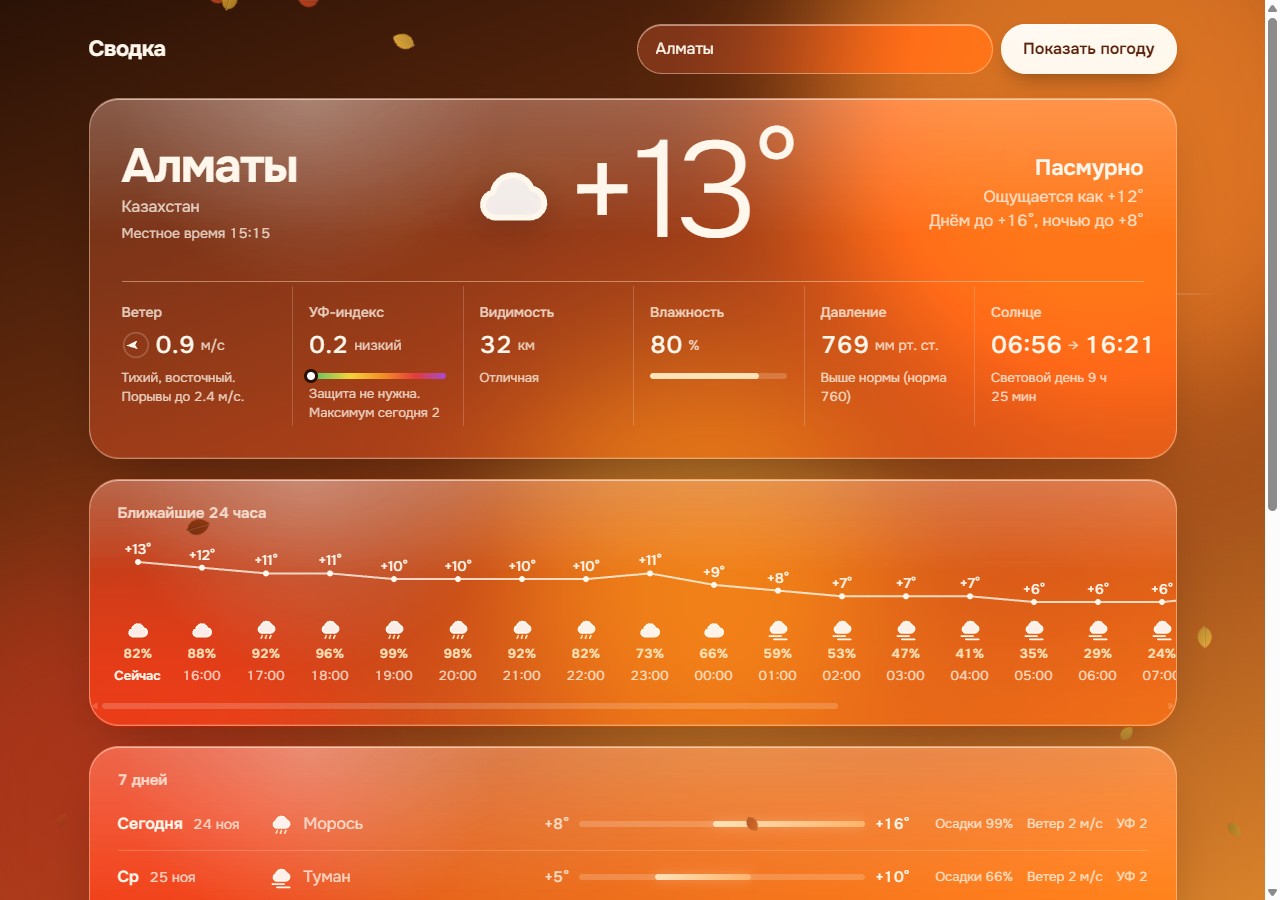 Сводка
Алматы
Показать погоду
Алматы
Казахстан
Местное время 15:15
+13°
Пасмурно
Ощущается как +12°
Днём до +16°, ночью до +8°
Ветер
0.9 м/с
Тихий, восточный.
Порывы до 2.4 м/с.
УФ-индекс
0.2 низкий
Защита не нужна.
Максимум сегодня 2
Видимость
32 км
Отличная
Влажность
80 %
Давление
769 мм рт. ст.
Выше нормы (норма
760)
Солнце
06:56 → 16:21
Световой день 9 ч
25 мин
Ближайшие 24 часа
+13° +12° +11° +11° +10° +10° +10° +10° +11° +9° +8° +7° +7° +7° +6° +6° +6°
82% 88% 92% 96% 99% 98% 92% 82% 73% 66% 59% 53% 47% 41% 35% 29% 24%
Сейчас 16:00 17:00 18:00 19:00 20:00 21:00 22:00 23:00 00:00 01:00 02:00 03:00 04:00 05:00 06:00 07:00
7 дней
Сегодня 24 ноя Морось +8° +16° Осадки 99% Ветер 2 м/с УФ 2
Ср 25 ноя Туман +5° +10° Осадки 66% Ветер 2 м/с УФ 2